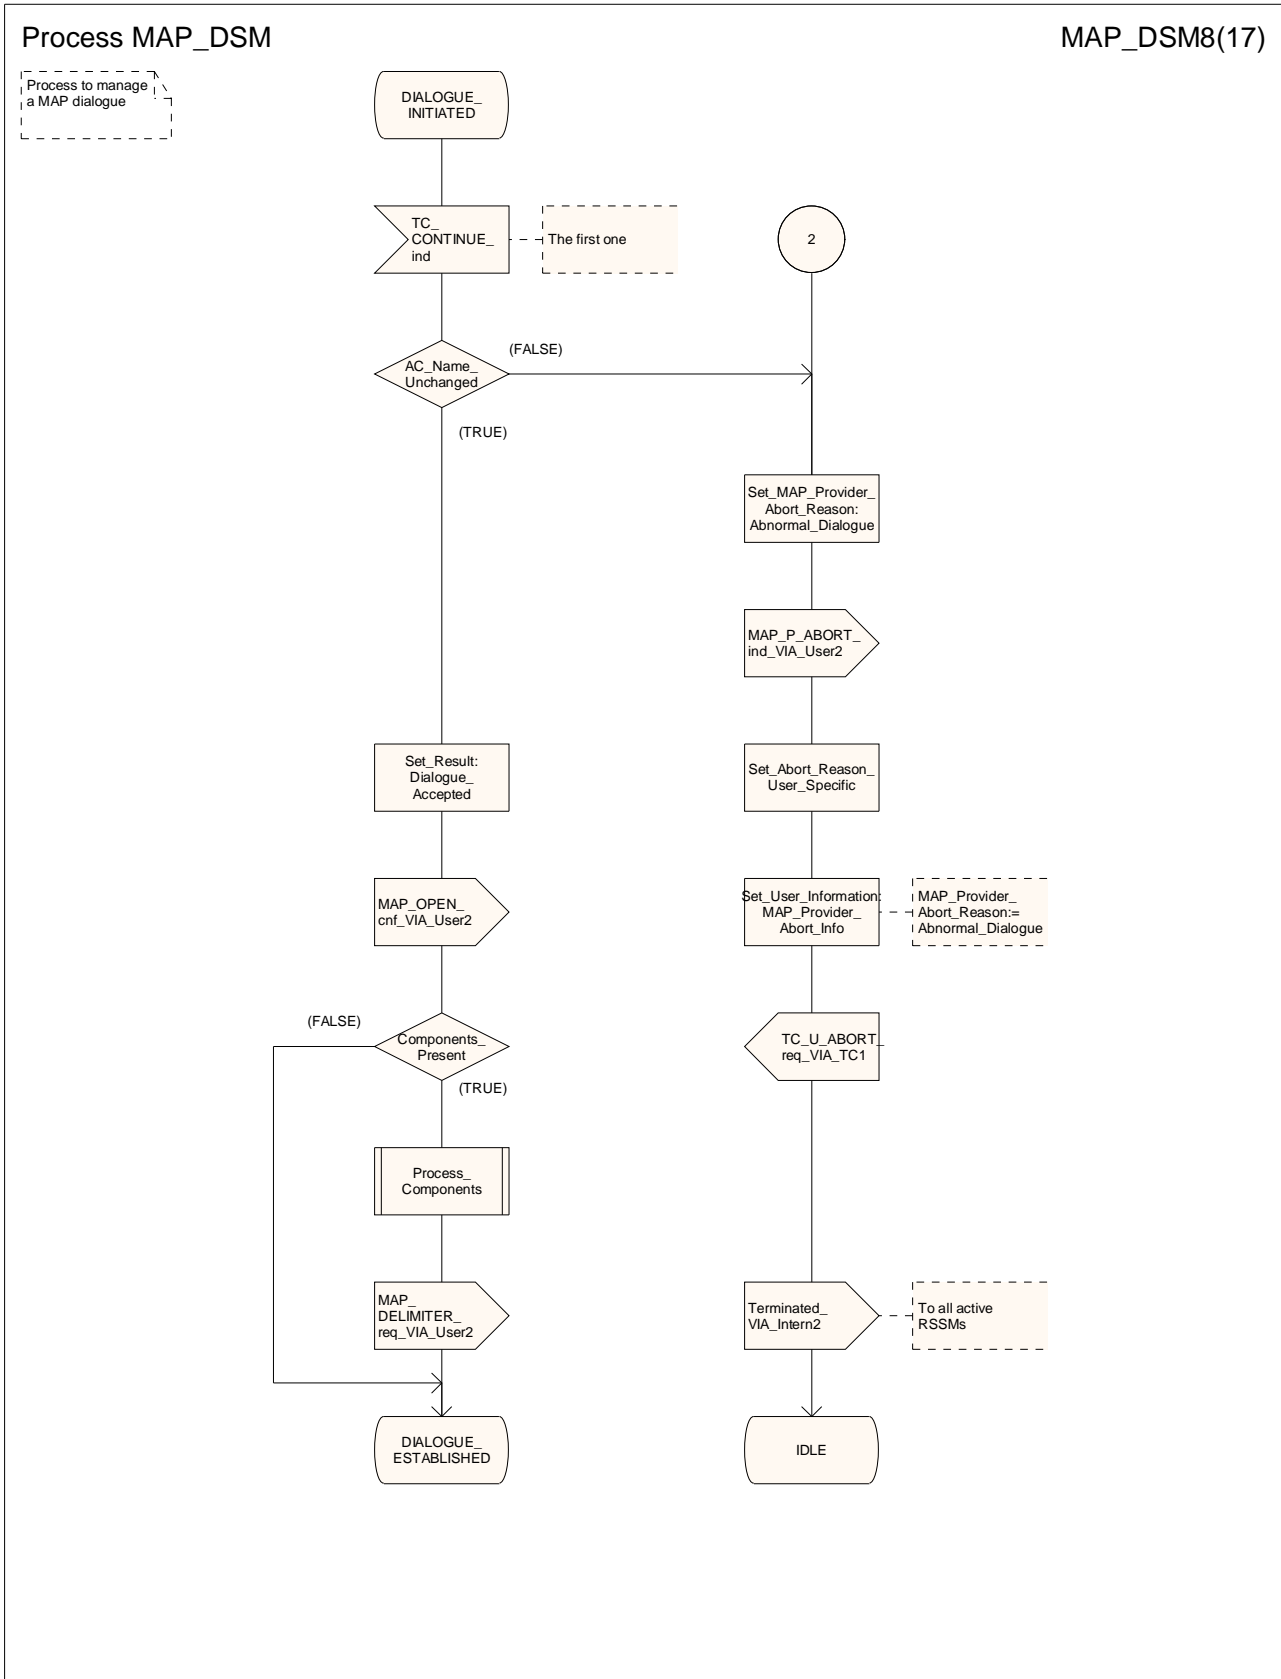 Process MAP_DSM
MAP_DSM8(17)
Process to manage
a MAP dialogue
DIALOGUE_
INITIATED
TC_
CONTINUE_
ind
The first one
2
AC_Name_
Unchanged
(FALSE)
(TRUE)
Set_MAP_Provider_
Abort_Reason:
Abnormal_Dialogue
MAP_P_ABORT_
ind_VIA_User2
Set_Result:
Dialogue_
Accepted
Set_Abort_Reason_
User_Specific
MAP_OPEN_
cnf_VIA_User2
Set_User_Information:
MAP_Provider_
Abort_Info
MAP_Provider_
Abort_Reason:=
Abnormal_Dialogue
(FALSE)
Components_
Present
(TRUE)
TC_U_ABORT_
req_VIA_TC1
Process_
Components
MAP_
DELIMITER_
req_VIA_User2
Terminated_
VIA_Intern2
To all active
RSSMs
DIALOGUE_
ESTABLISHED
IDLE